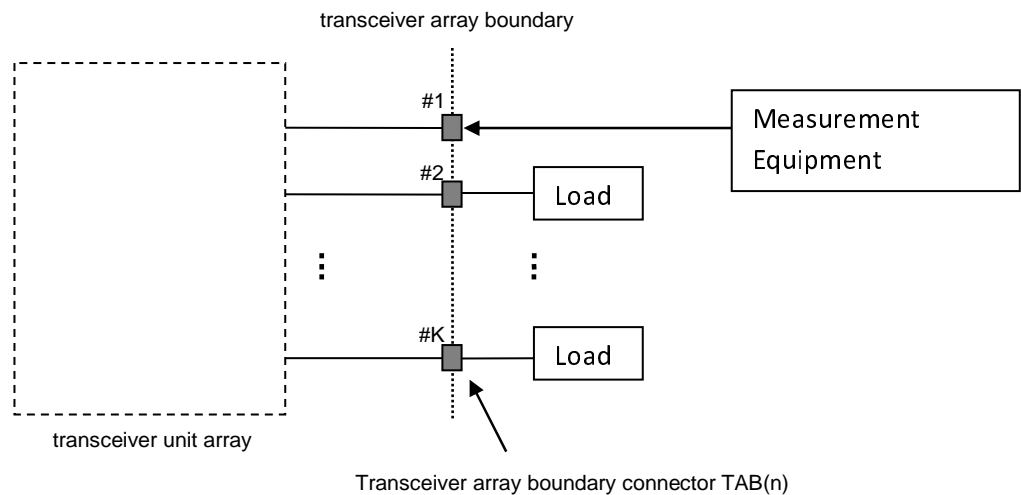 transceiver array boundary
#1
Measurement
Equipment
#2
Load
#K
Load
transceiver unit array
Transceiver array boundary connector TAB(n)